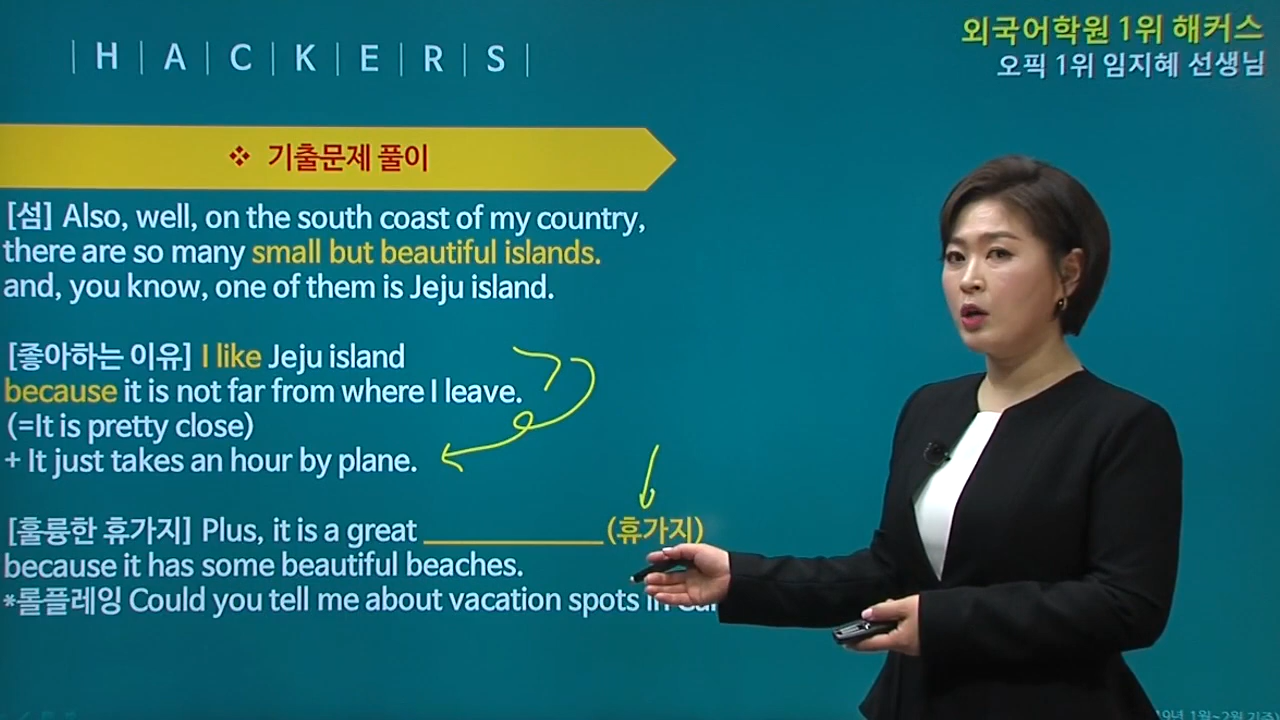 H A C K E R S
외국어학원 1위 해커스
오픽 1위 임지혜 선생님
❖ 기출문제 풀이
[섬] Also, well, on the south coast of my country,
there are so many small but beautiful islands.
and, you know, one of them is Jeju island.
[좋아하는 이유] I like Jeju island
because it is not far from where I leave.
(=It is pretty close)
+ It just takes an hour by plane.
[훌륭한 휴가지] Plus, it is a great ____________(휴가지)
because it has some beautiful beaches.
*롤플레잉 Could you tell me about vacation spots in